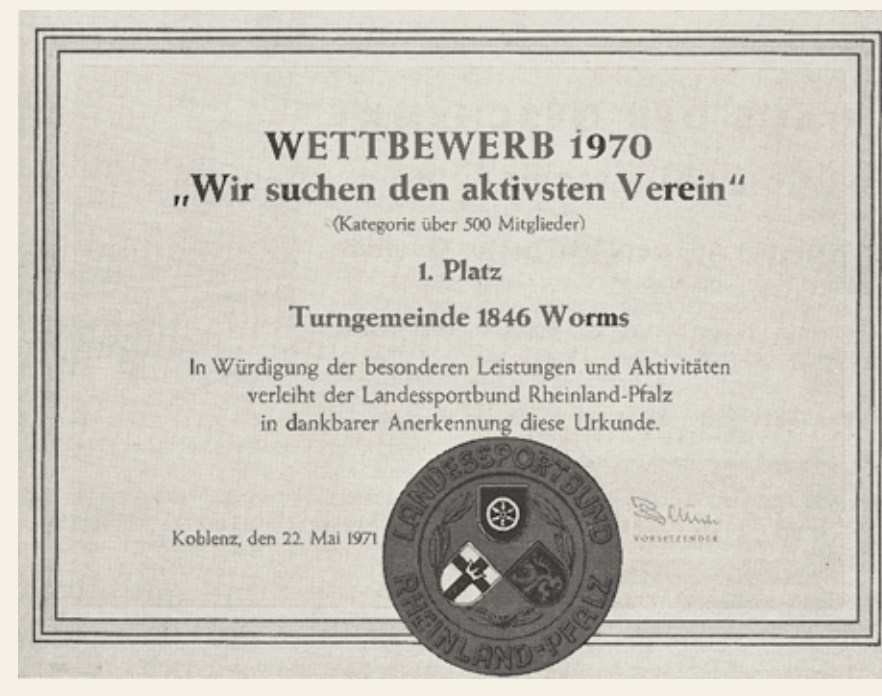 WETTBEWERB 1970
„Wir suchen den aktivsten Verein“
(Kategorie über 500 Mitglieder)
1. Platz
Turngemeinde 1846 Worms
In Würdigung der besonderen Leistungen und Aktivitäten
verleiht der Landessportbund Rheinland-Pfalz
in dankbarer Anerkennung diese Urkunde.
Koblenz, den 22. Mai 1971
VORSITZENDER
LANDESSPORTBUND
RHEINLAND-PFALZ